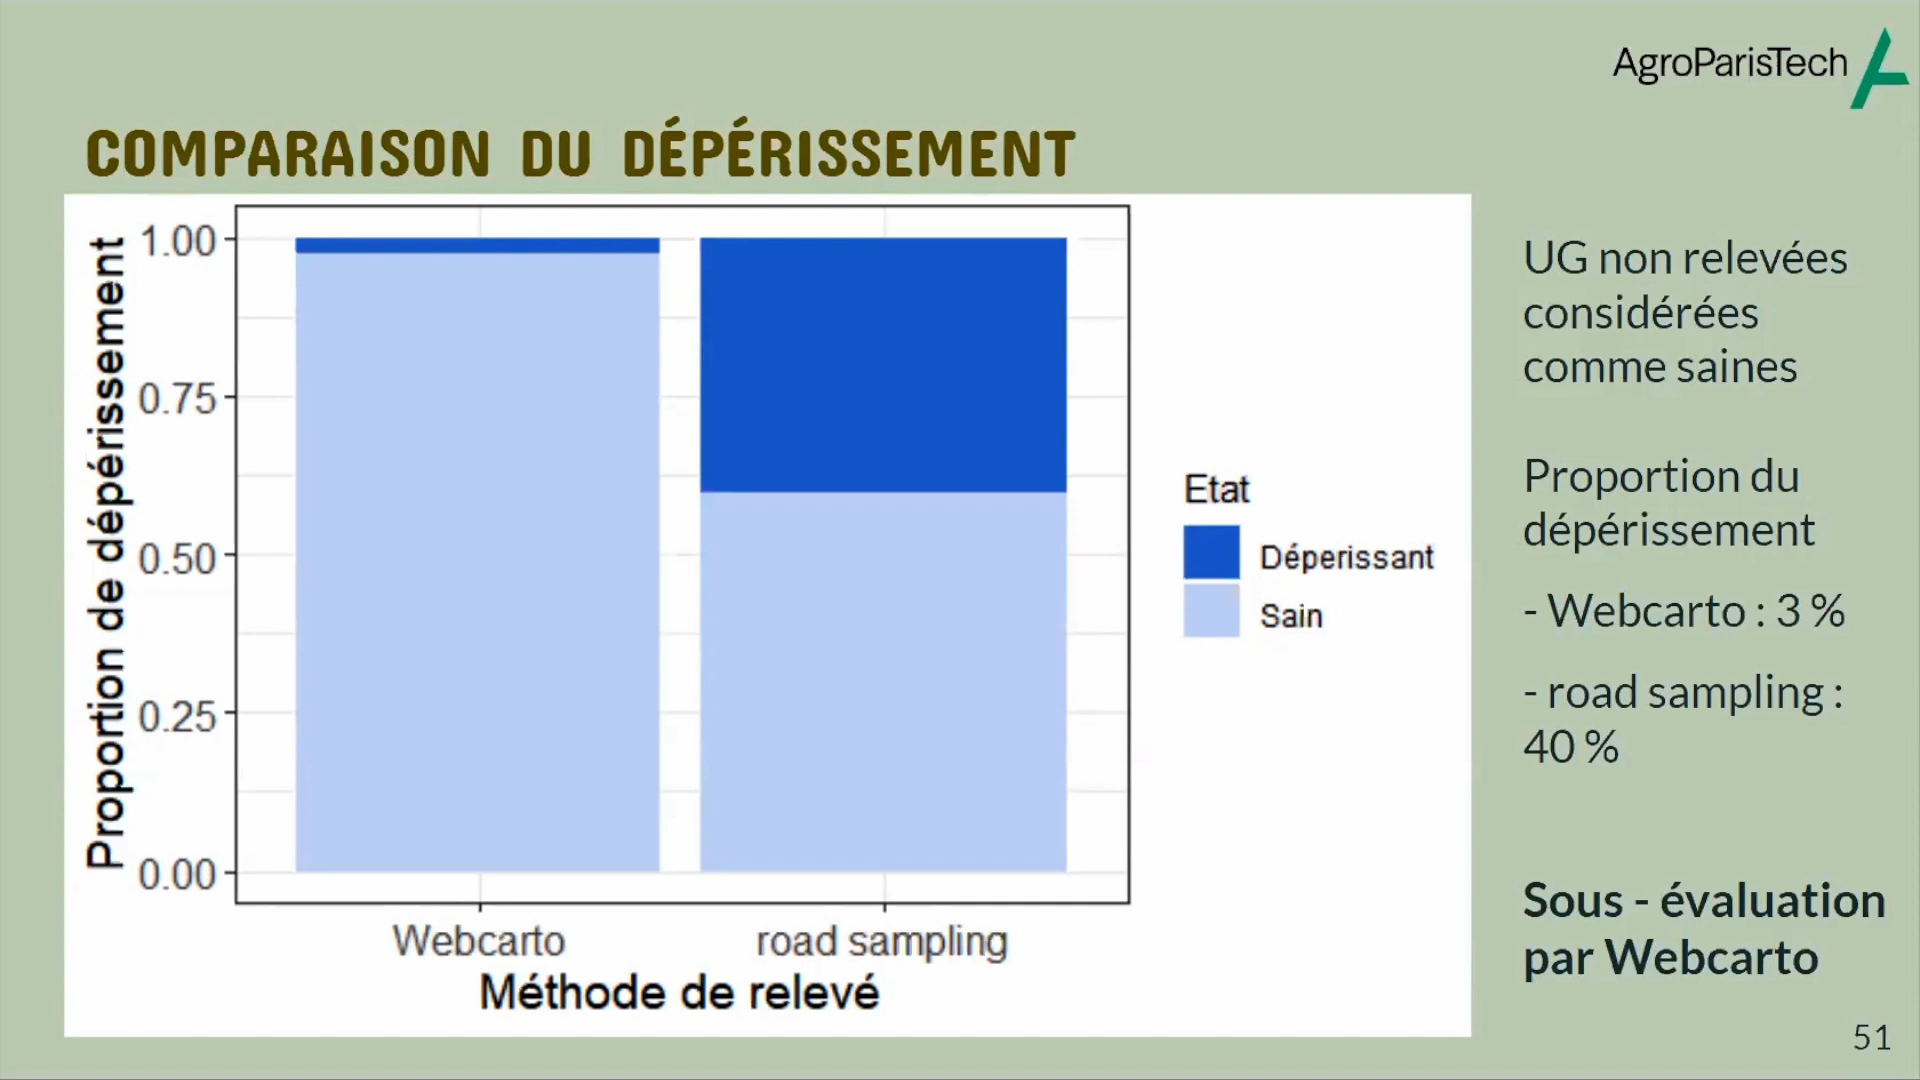 AgroParisTech
COMPARAISON DU DÉPÉRISSEMENT
Proportion de dépérissement
1.00
0.75
0.50
0.25
0.00
Webcarto
road sampling
Méthode de relevé
Etat
Déperissant
Sain
UG non relevées
considérées
comme saines
Proportion du
dépérissement
- Webcarto : 3 %
- road sampling :
40 %
Sous - évaluation
par Webcarto
51